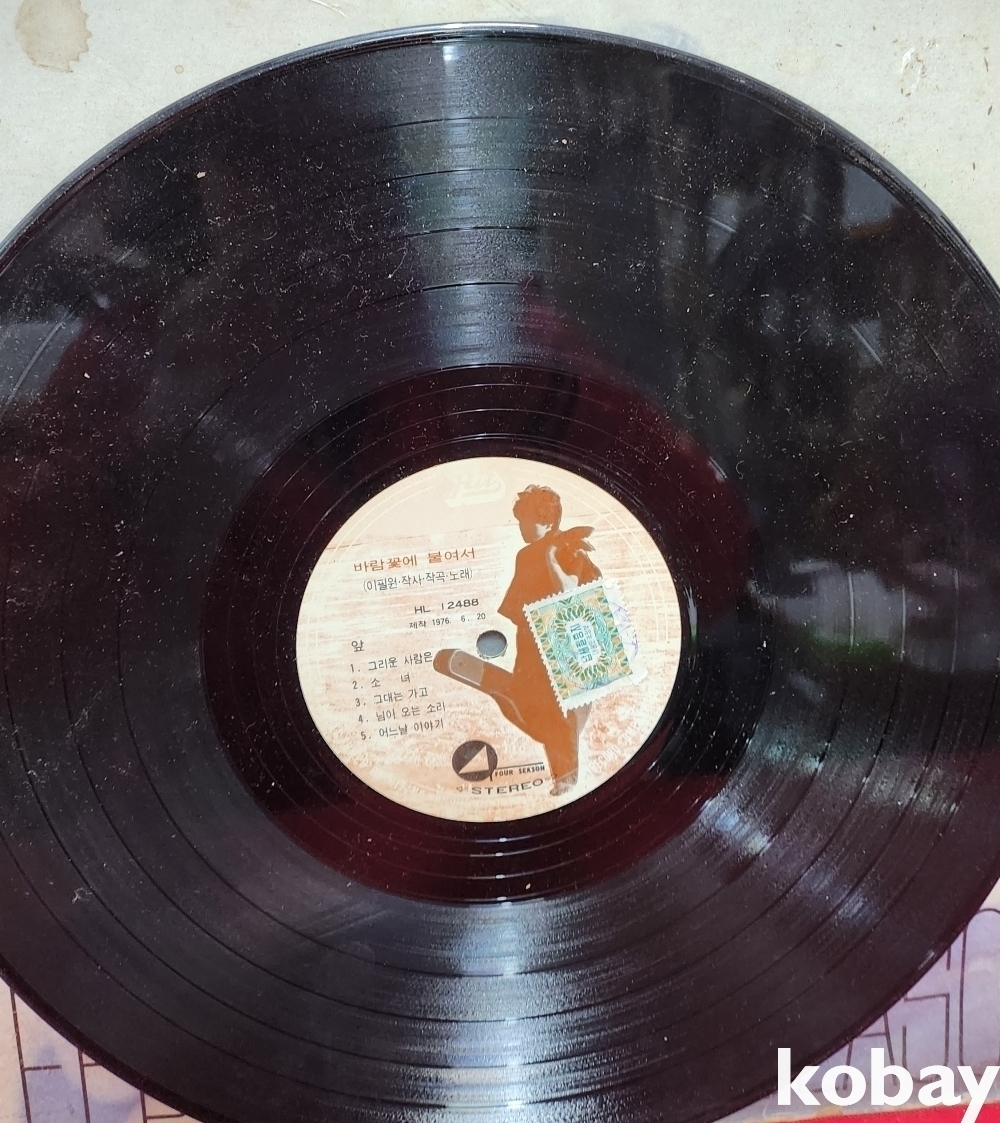 바람꽃에 붙여서
(이필원·작사·작곡·노래)
HL 12488
제작 1976. 6. 20
앞
1. 그리운 사람은
2. 소 녀
3. 그대는 가고
4. 님이 오는 소리
5. 어느날 이야기
4
FOUR SEASON
STEREO
kobay